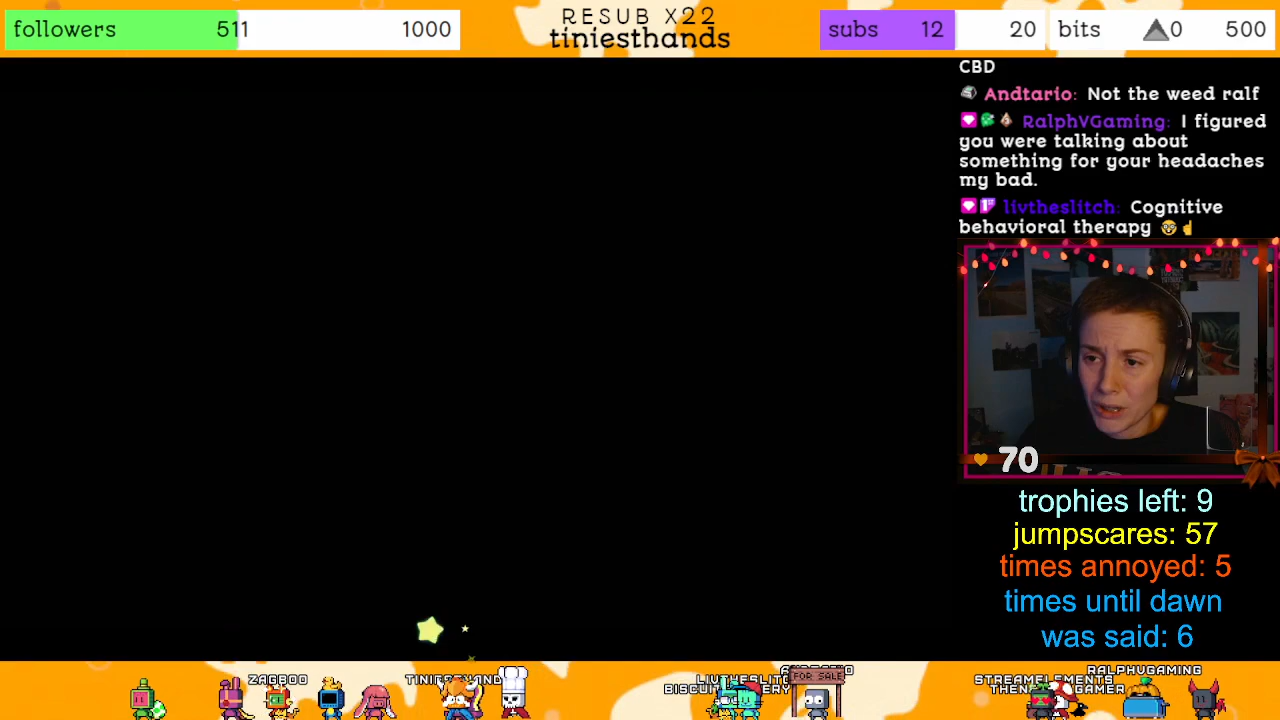 followers 511 1000
RESUB X22
tiniesthands
subs 12 20
bits 0 500
CBD
Andtario: Not the weed ralf
RalphVGaming: I figured
you were talking about
something for your headaches
my bad.
livtheslitch: Cognitive
behavioral therapy
70
trophies left: 9
jumpscares: 57
times annoyed: 5
times until dawn
was said: 6
ZAGBOO
FOR SALE
RALPHVGAMING
STREAMELEMENTS